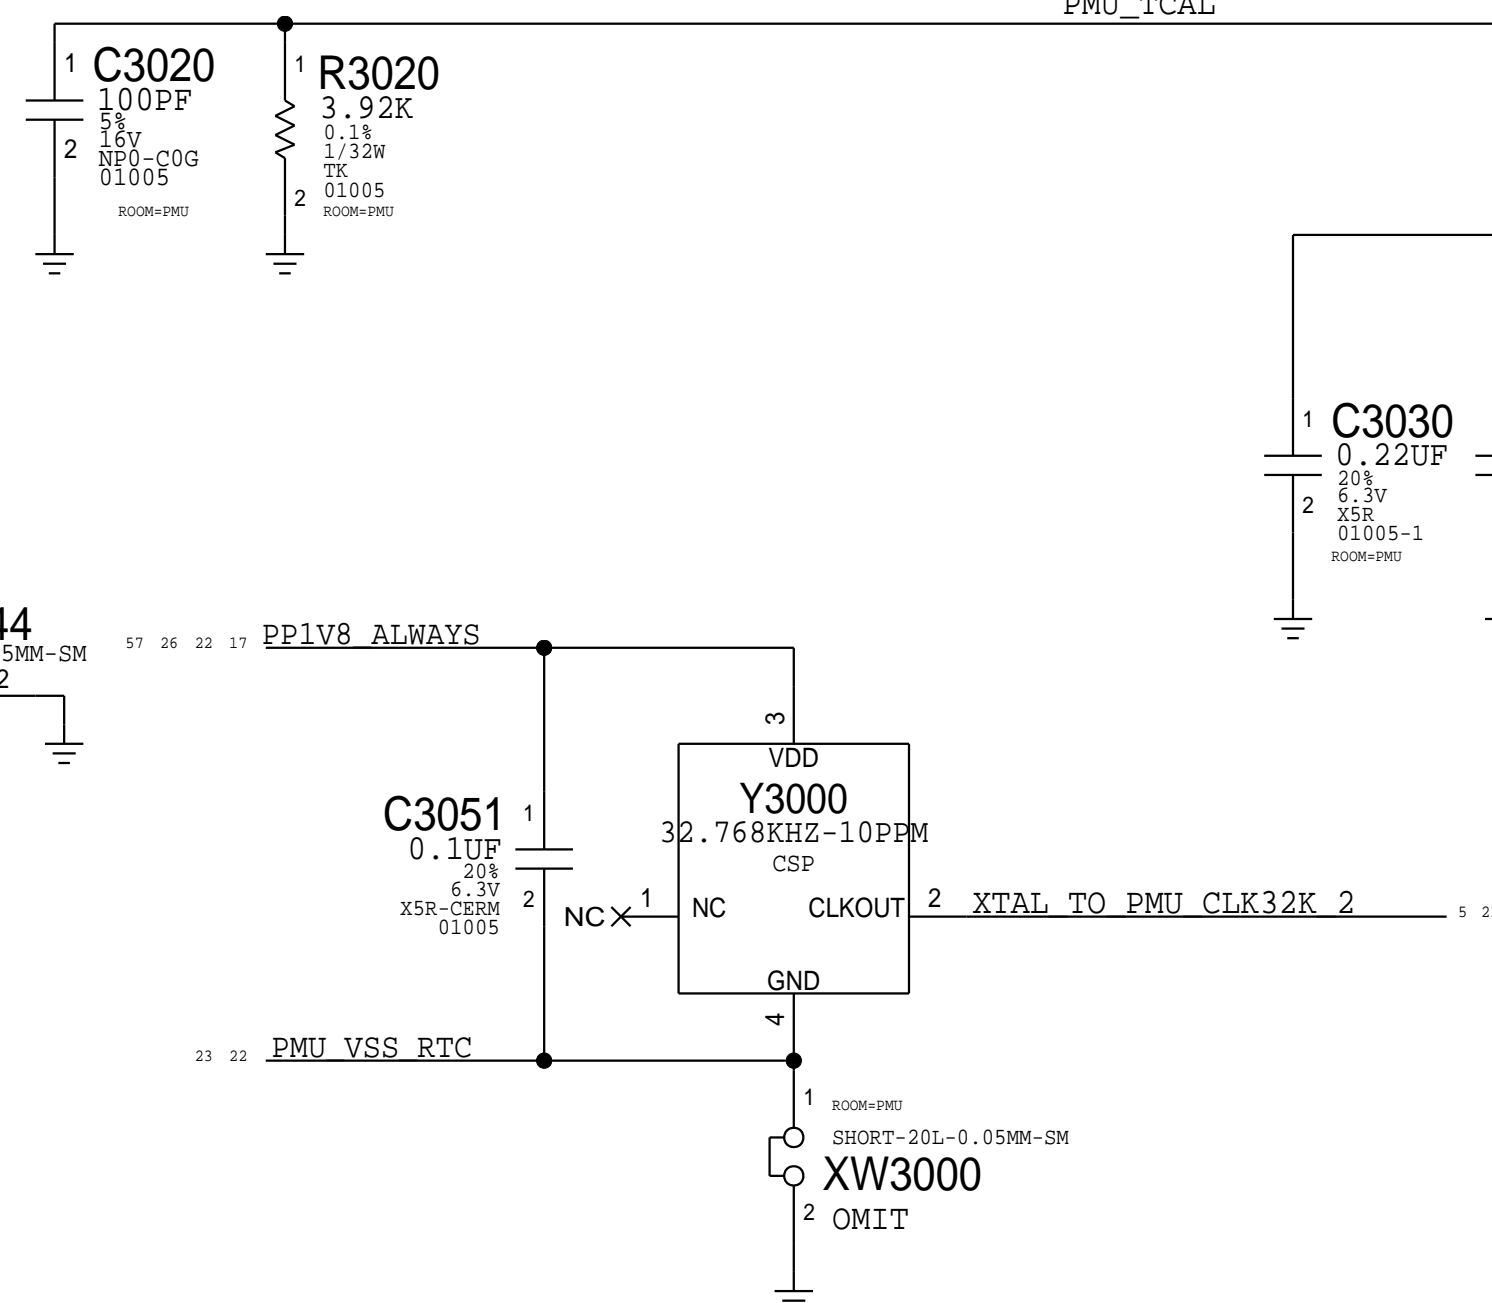 PMU_TCAL
1
C3020
100PF
5%
16V
2
NP0-C0G
01005
ROOM=PMU
1
R3020
3.92K
0.1%
1/32W
TK
01005
2
ROOM=PMU
1
C3030
0.22UF
20%
6.3V
2
X5R
01005-1
ROOM=PMU
44
5MM-SM
2
57 26 22 17 PP1V8_ALWAYS
3
VDD
Y3000
32.768KHZ-10PPM
CSP
C3051
1
0.1UF
20%
6.3V
2
X5R-CERM
01005
NC
1
NC
CLKOUT
2
XTAL_TO_PMU_CLK32K_2
5
GND
4
23 22 PMU_VSS_RTC
1
ROOM=PMU
SHORT-20L-0.05MM-SM
XW3000
2
OMIT